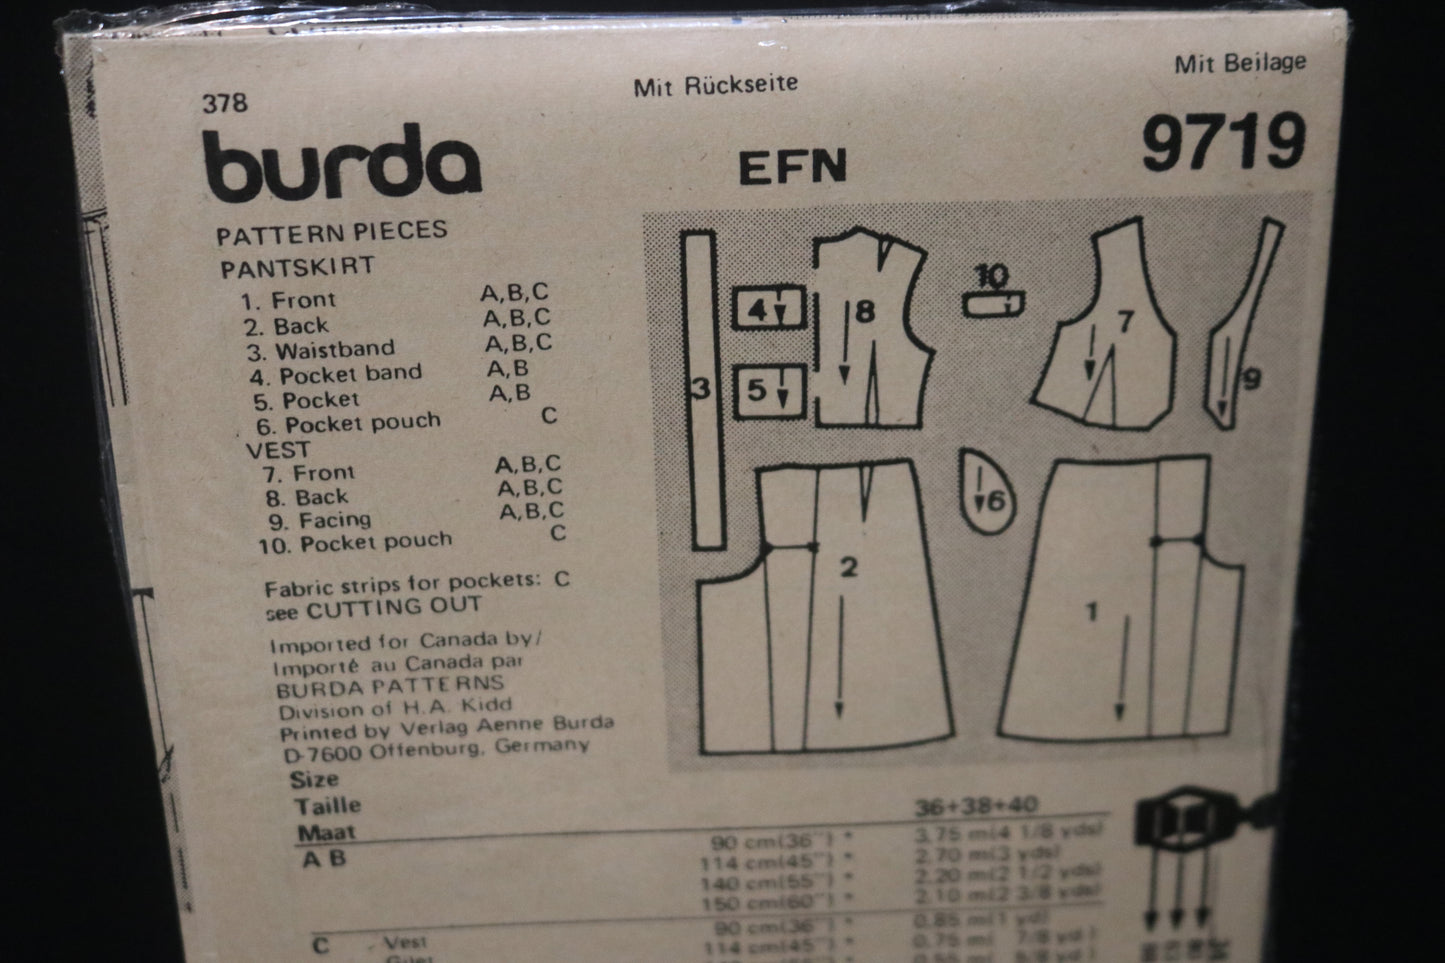 Mit Rückseite
Mit Beilage
378
burda
EFN
9719
PATTERN PIECES
PANTSKIRT
1. Front A,B,C
2. Back A,B,C
3. Waistband A,B,C
4. Pocket band A,B
5. Pocket A,B
6. Pocket pouch C
VEST
7. Front A,B,C
8. Back A,B,C
9. Facing A,B,C
10. Pocket pouch C
Fabric strips for pockets: C
see CUTTING OUT
Imported for Canada by/
Importé au Canada par
BURDA PATTERNS
Division of H.A. Kidd
Printed by Verlag Aenne Burda
D-7600 Offenburg, Germany
3
4
5
8
10
7
9
2
6
1
Size
Taille
Maat
36+38+40
A B
90 cm(36") * 3,75 m(4 1/8 yds)
114 cm(45") * 2,70 m(3 yds)
140 cm(55") * 2,20 m(2 1/2 yds)
150 cm(60") * 2,10 m(2 3/8 yds)
C Vest
90 cm(36") * 0,85 m(1 yd)
114 cm(45") * 0,75 m( 7/8 yd)
Gilet